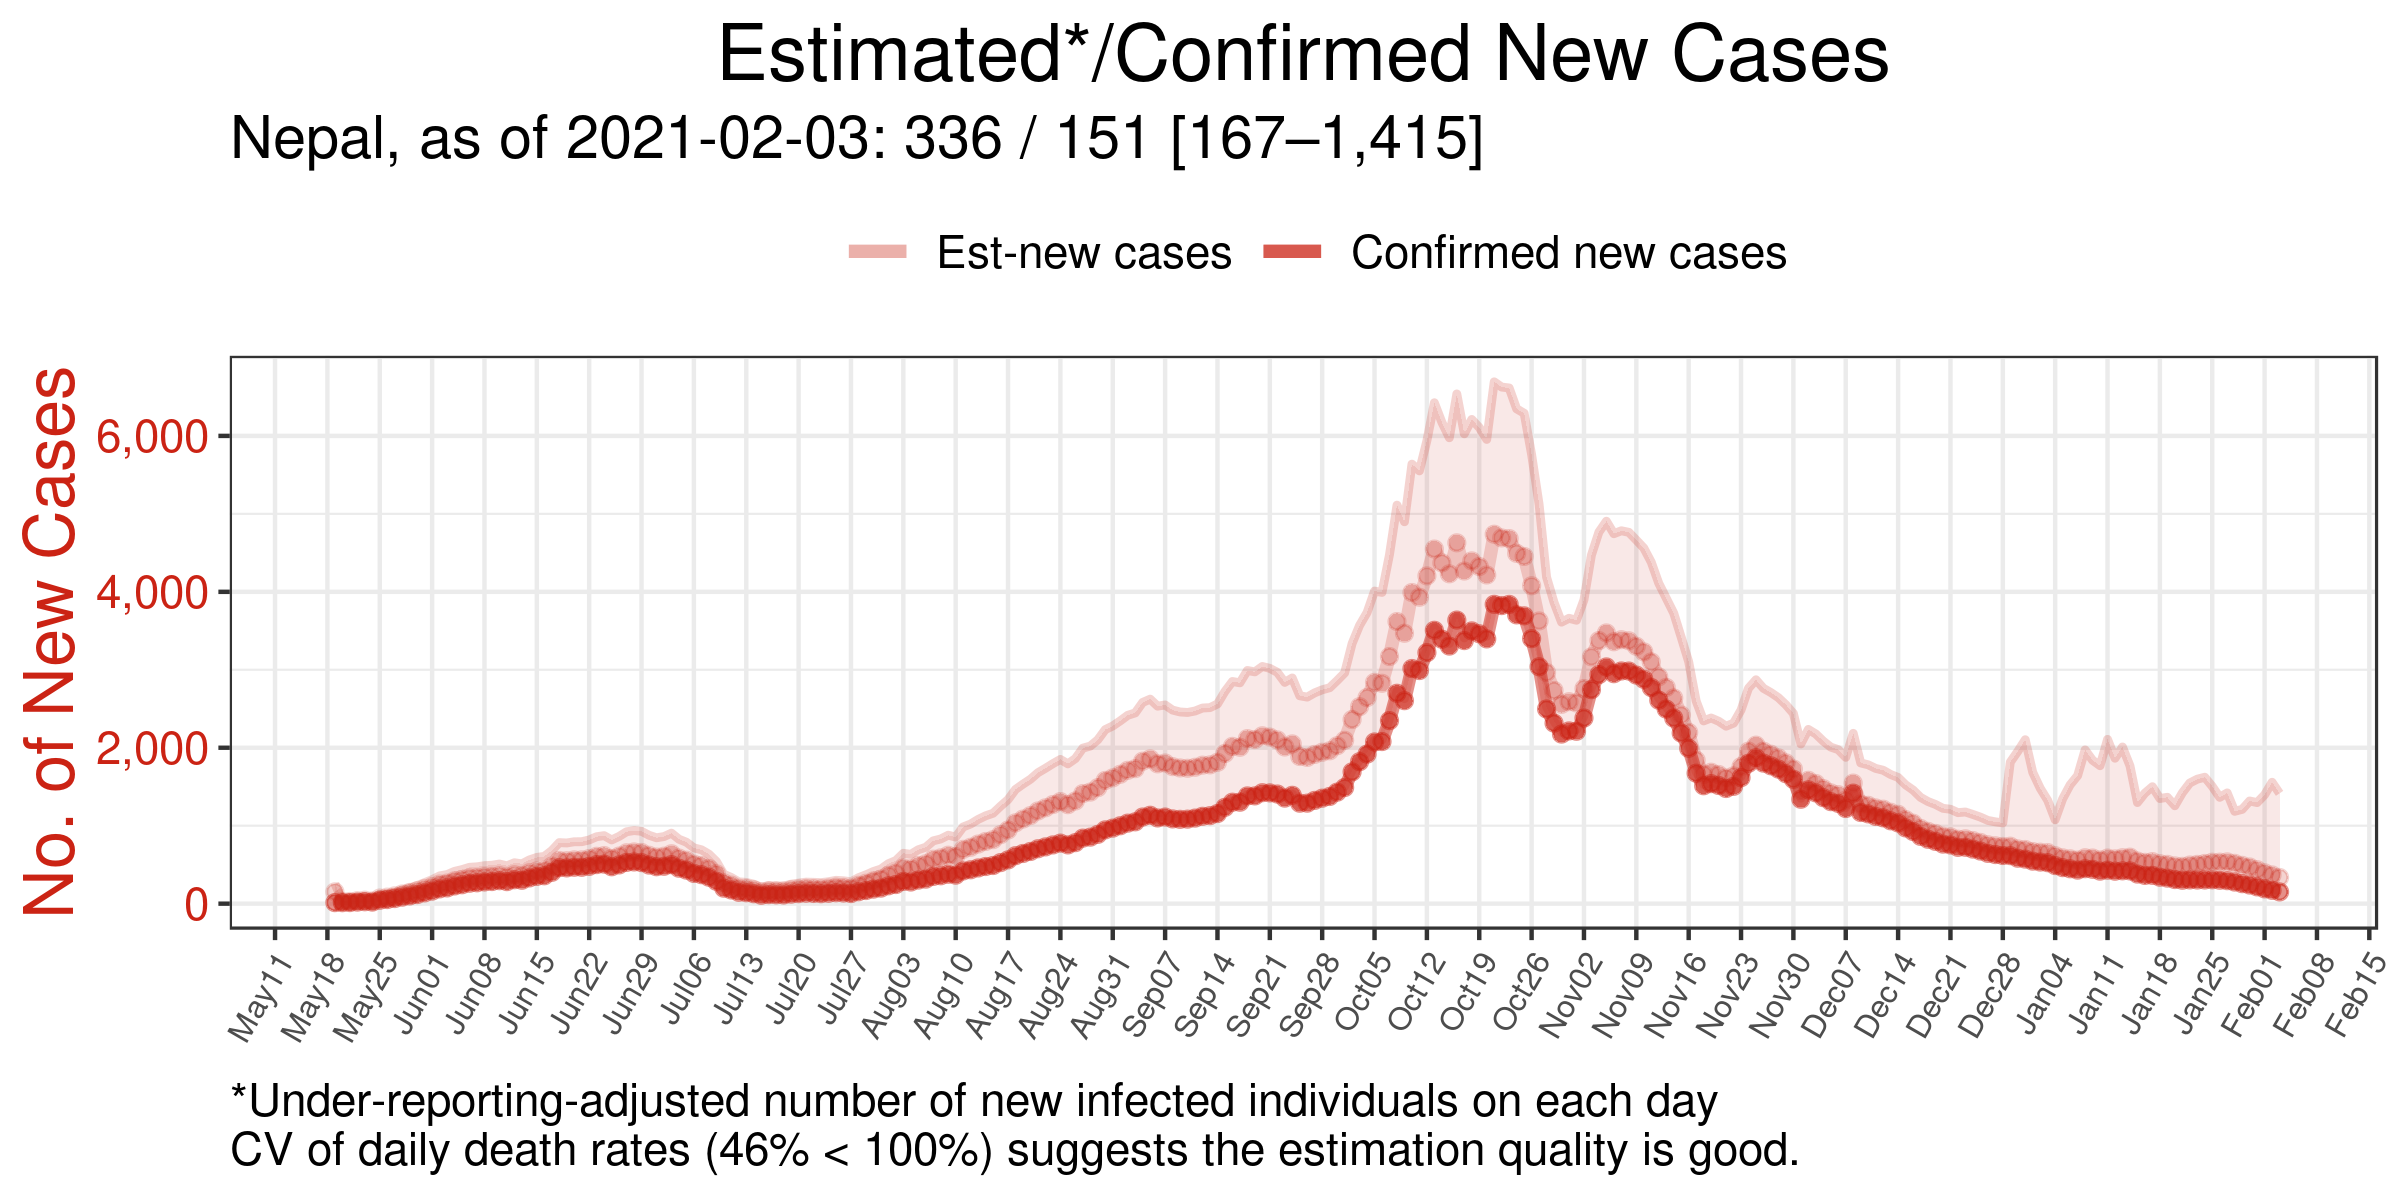 Estimated*/Confirmed New Cases
Nepal, as of 2021-02-03: 336 / 151 [167–1,415]
Est-new cases
Confirmed new cases
No. of New Cases
6,000
4,000
2,000
0
May11
May18
May25
Jun01
Jun08
Jun15
Jun22
Jun29
Jul06
Jul13
Jul20
Jul27
Aug03
Aug10
Aug17
Aug24
Aug31
Sep07
Sep14
Sep21
Sep28
Oct05
Oct12
Oct19
Oct26
Nov02
Nov09
Nov16
Nov23
Nov30
Dec07
Dec14
Dec21
Dec28
Jan04
Jan11
Jan18
Jan25
Feb01
Feb08
Feb15
*Under-reporting-adjusted number of new infected individuals on each day
CV of daily death rates (46% < 100%) suggests the estimation quality is good.